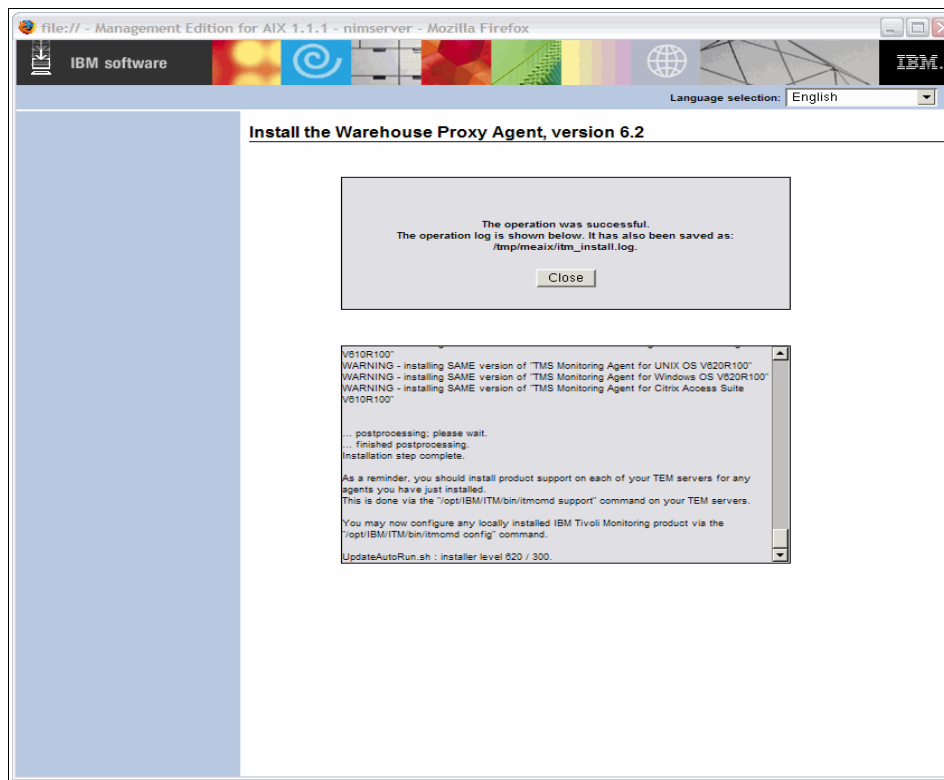 file:// - Management Edition for AIX 1.1.1 - nimserver - Mozilla Firefox
IBM software
IBM.
Language selection: English
Install the Warehouse Proxy Agent, version 6.2
The operation was successful.
The operation log is shown below. It has also been saved as:
/tmp/meaix/itm_install.log.
Close
V610R100"
WARNING - installing SAME version of "TMS Monitoring Agent for UNIX OS V620R100"
WARNING - installing SAME version of "TMS Monitoring Agent for Windows OS V620R100"
WARNING - installing SAME version of "TMS Monitoring Agent for Citrix Access Suite
V610R100"
... postprocessing; please wait.
... finished postprocessing.
Installation step complete.
As a reminder, you should install product support on each of your TEM servers for any
agents you have just installed.
This is done via the "/opt/IBM/ITM/bin/itmcmd support" command on your TEM servers.
You may now configure any locally installed IBM Tivoli Monitoring product via the
"/opt/IBM/ITM/bin/itmcmd config" command.
UpdateAutoRun.sh : installer level 620 / 300.